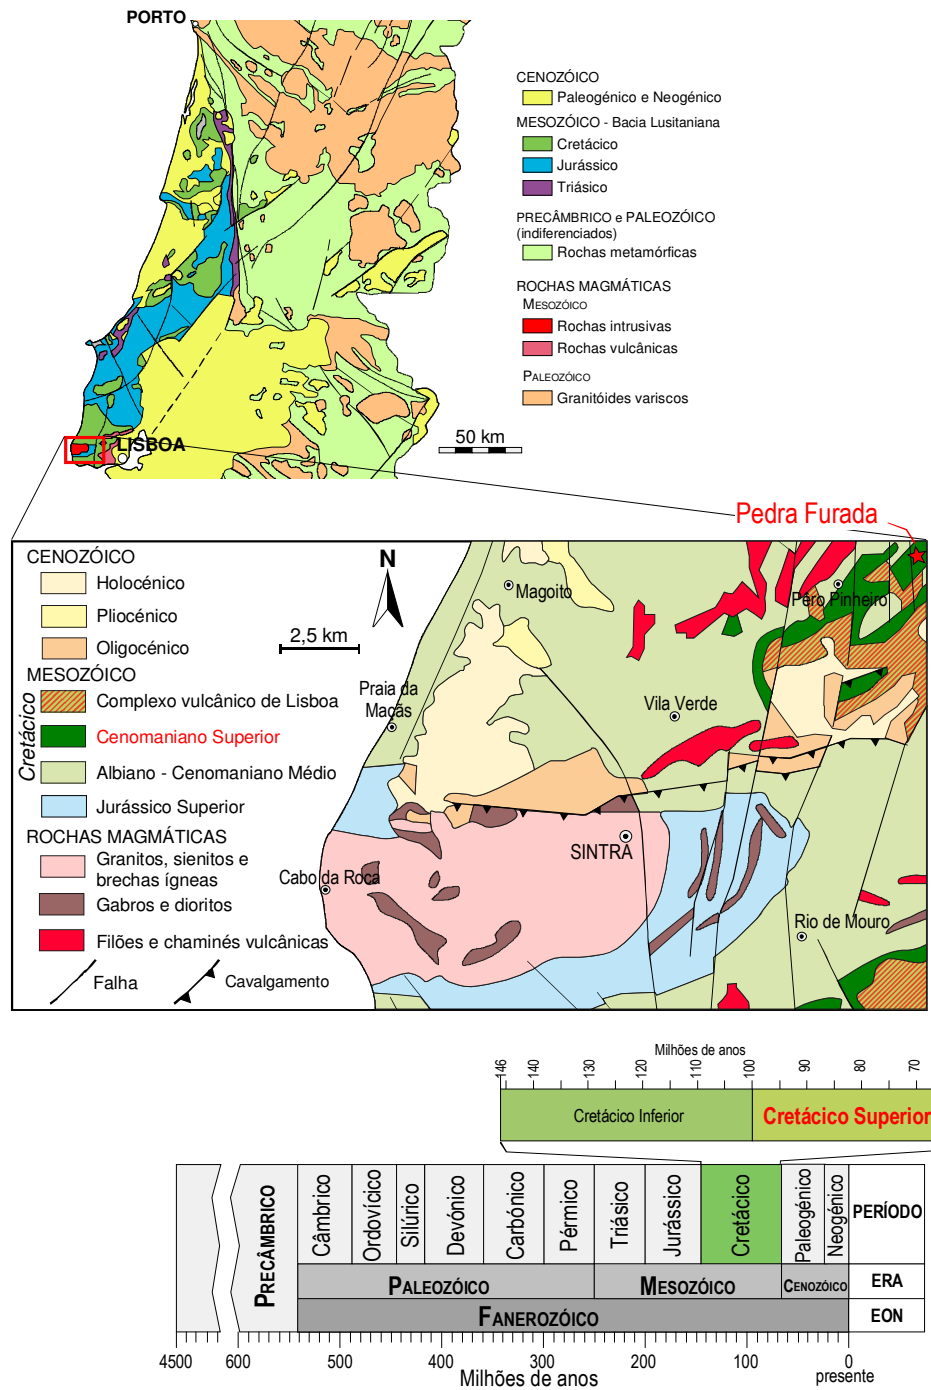 PORTO
CENOZÓICO
Paleogénico e Neogénico
MESOZÓICO - Bacia Lusitaniana
Cretácico
Jurássico
Triásico
PRECÂMBRICO e PALEOZÓICO
(indiferenciados)
Rochas metamórficas
ROCHAS MAGMÁTICAS
MESOZÓICO
Rochas intrusivas
Rochas vulcânicas
PALEOZÓICO
Granitóides variscos
50 km
LISBOA
Pedra Furada
CENOZÓICO
Holocénico
Pliocénico
Oligocénico
MESOZÓICO
Cretácico
Complexo vulcânico de Lisboa
Cenomaniano Superior
Albiano - Cenomaniano Médio
Jurássico Superior
ROCHAS MAGMÁTICAS
Granitos, sienitos e
brechas ígneas
Gabros e dioritos
Filões e chaminés vulcânicas
Falha
Cavalgamento
N
2,5 km
Magoito
Pêro Pinheiro
Praia da
Maçãs
Vila Verde
SINTRA
Cabo da Roca
Rio de Mouro
Milhões de anos
146 140 130 120 110 100 90 80 70
Cretácico Inferior
Cretácico Superior
PRECÂMBRICO
Câmbrico
Ordovícico
Silúrico
Devónico
Carbónico
Pérmico
Triásico
Jurássico
Cretácico
Paleogénico
Neogénico
PERÍODO
PALEOZÓICO
MESOZÓICO
CENOZÓICO
ERA
FANEROZÓICO
EON
4500 600 500 400 300 200 100 0
presente
Milhões de anos